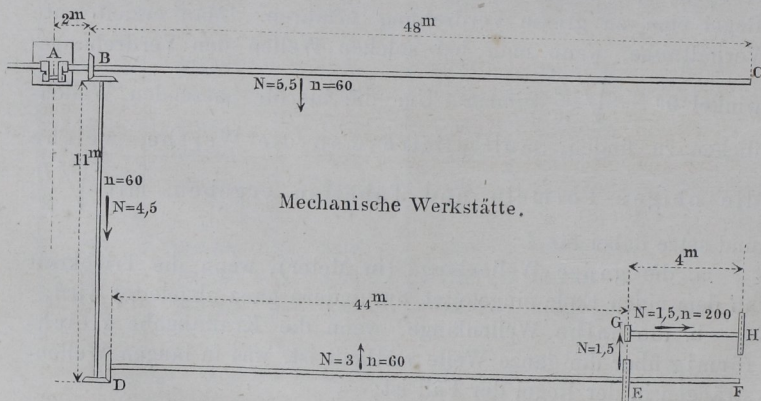 2m
48m
A
B
C
N=5,5 n=60
11m
n=60
N=4,5
Mechanische Werkstätte.
4m
44m
G
N=1,5, n=200
H
N=1,5
N=3 n=60
D
E
F